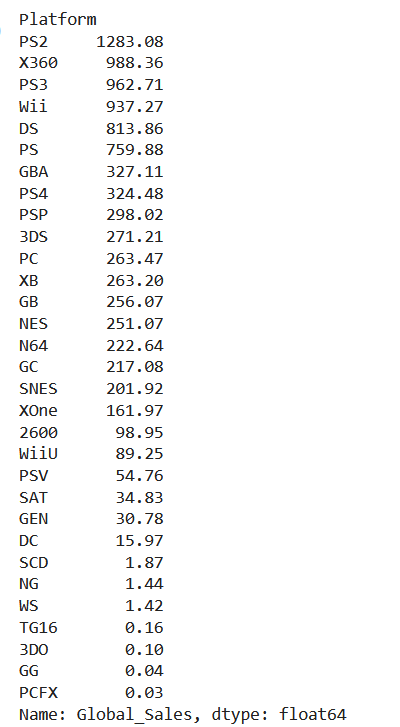 Platform
PS2     1283.08
X360     988.36
PS3      962.71
Wii      937.27
DS       813.86
PS       759.88
GBA      327.11
PS4      324.48
PSP      298.02
3DS      271.21
PC       263.47
XB       263.20
GB       256.07
NES      251.07
N64      222.64
GC       217.08
SNES     201.92
XOne     161.97
2600      98.95
WiiU      89.25
PSV       54.76
SAT       34.83
GEN       30.78
DC        15.97
SCD        1.87
NG         1.44
WS         1.42
TG16       0.16
3DO        0.10
GG         0.04
PCFX       0.03
Name: Global_Sales, dtype: float64